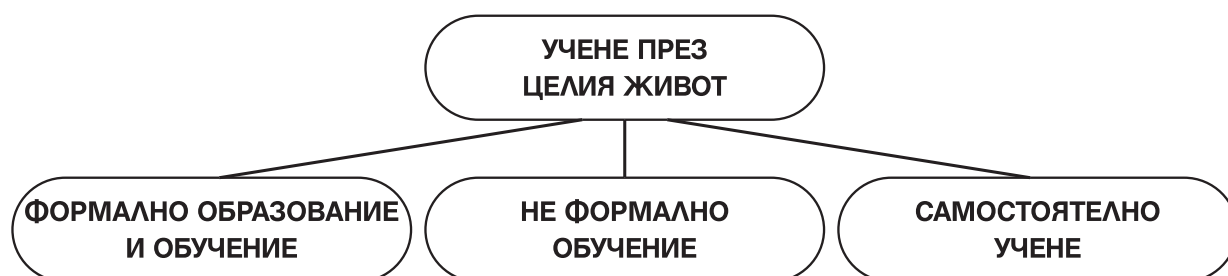 УЧЕНЕ ПРЕЗ
ЦЕЛИЯ ЖИВОТ
ФОРМАЛНО ОБРАЗОВАНИЕ
И ОБУЧЕНИЕ
НЕ ФОРМАЛНО
ОБУЧЕНИЕ
САМОСТОЯТЕЛНО
УЧЕНЕ